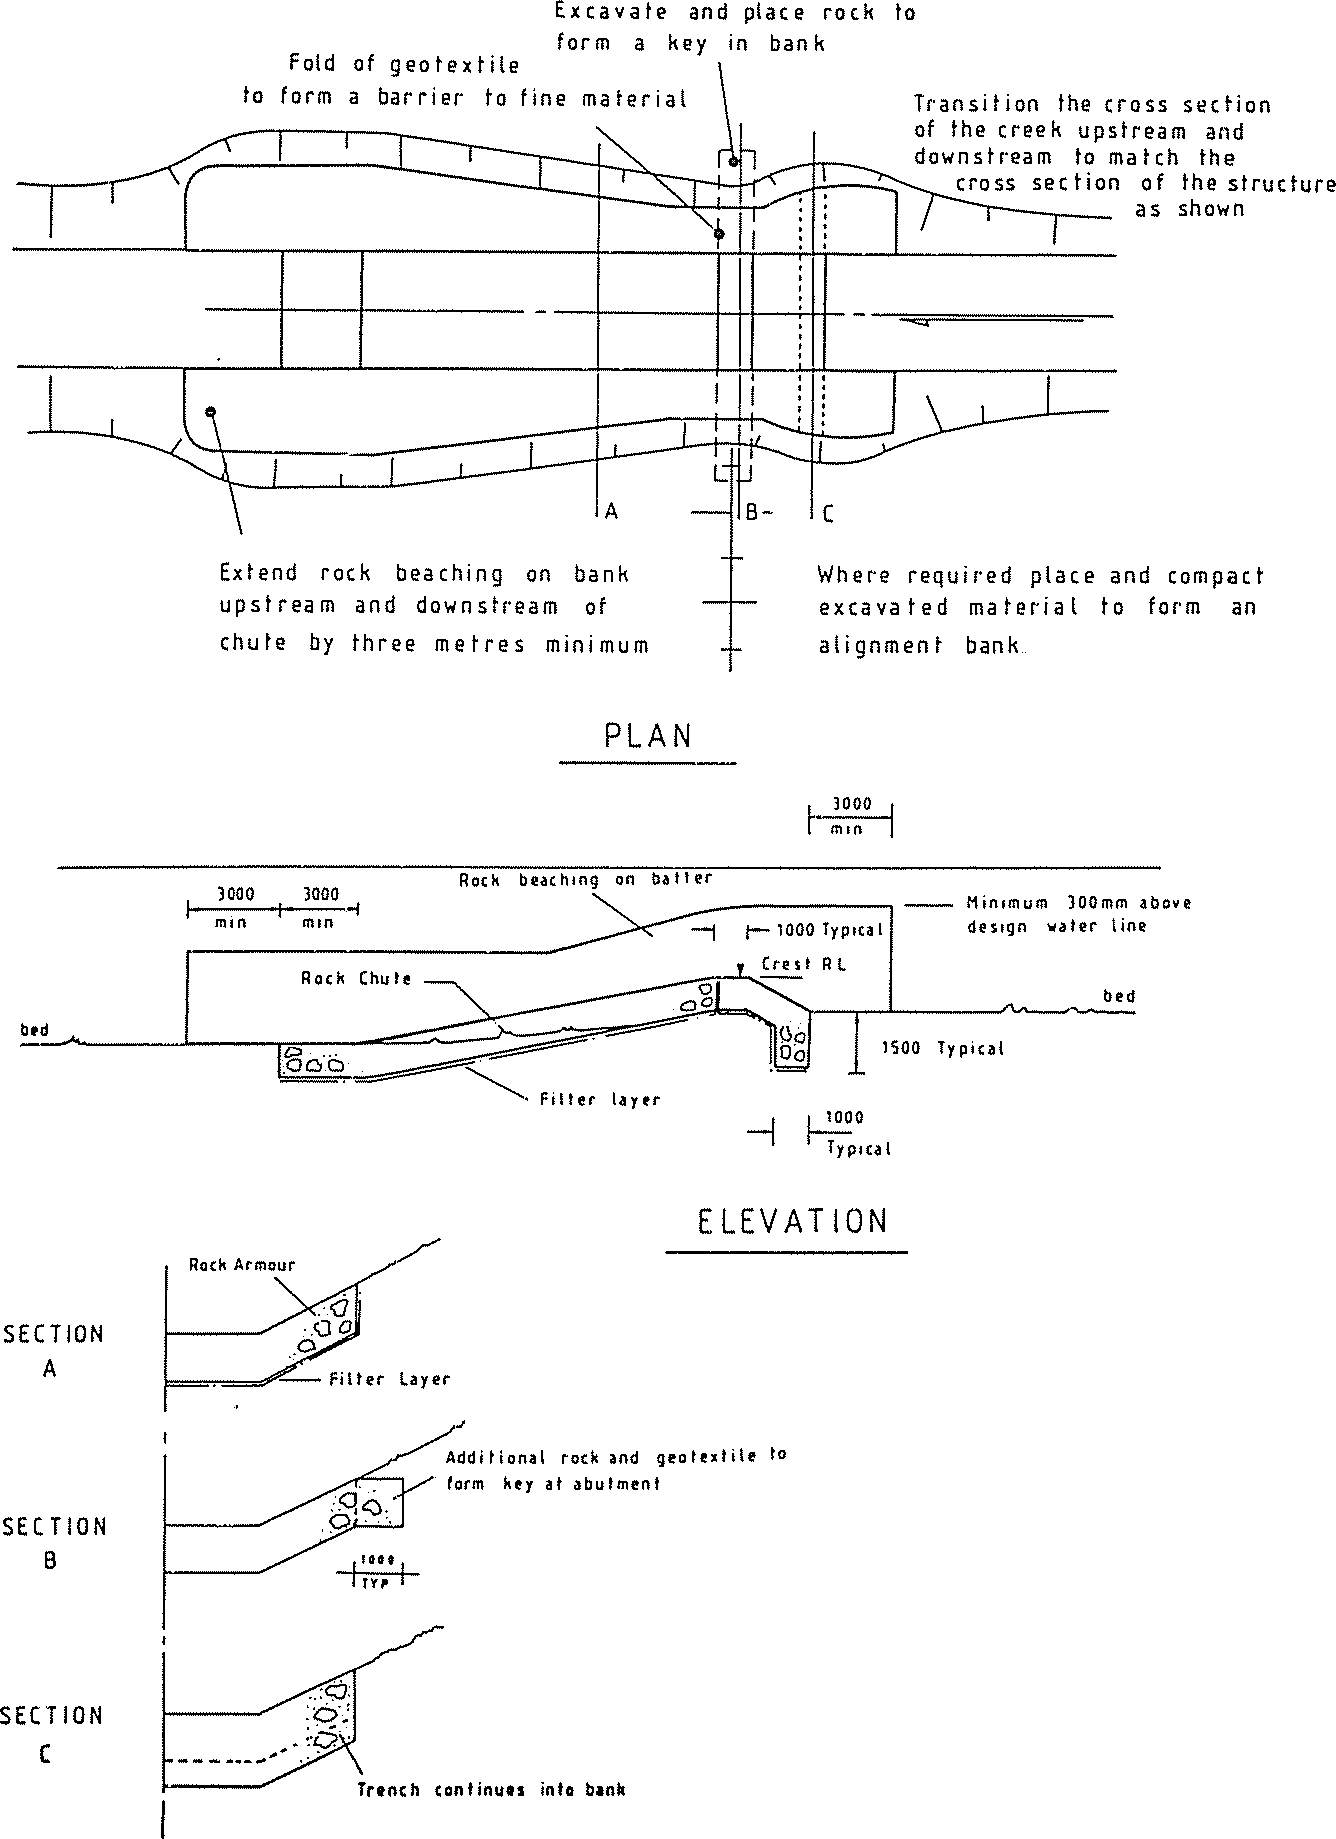 Excavate and place rock to
form a key in bank
Fold of geotextile
to form a barrier to fine material
Transition the cross section
of the creek upstream and
downstream to match the
cross section of the structure
as shown
A
B
C
Extend rock beaching on bank
upstream and downstream of
chute by three metres minimum
Where required place and compact
excavated material to form an
alignment bank.
PLAN
3000
min
Rock beaching on batter
3000
min
3000
min
Minimum 300mm above
design water line
1000 Typical
Crest RL
Rock Chute
bed
bed
1500 Typical
Filter layer
1000
Typical
ELEVATION
Rock Armour
SECTION
A
Filter Layer
Additional rock and geotextile to
form key at abutment
SECTION
B
1000
TYP
SECTION
C
Trench continues into bank